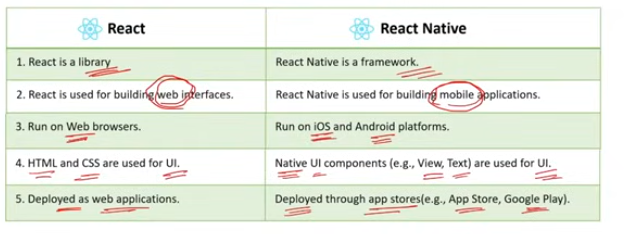 React
React Native
1. React is a library
React Native is a framework.
2. React is used for building web interfaces.
React Native is used for building mobile applications.
3. Run on Web browsers.
Run on iOS and Android platforms.
4. HTML and CSS are used for UI.
Native UI components (e.g., View, Text) are used for UI.
5. Deployed as web applications.
Deployed through app stores(e.g., App Store, Google Play).